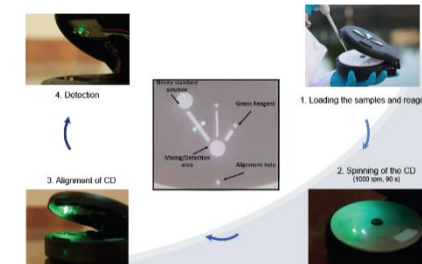 1. Loading the samples and reage
2. Spinning of the CD
(1000 rpm, 90 s)
3. Alignment of CD
4. Detection
Nitrite standard
solution
Griess Reagent
Mixing/Detection
area
Alignment hole